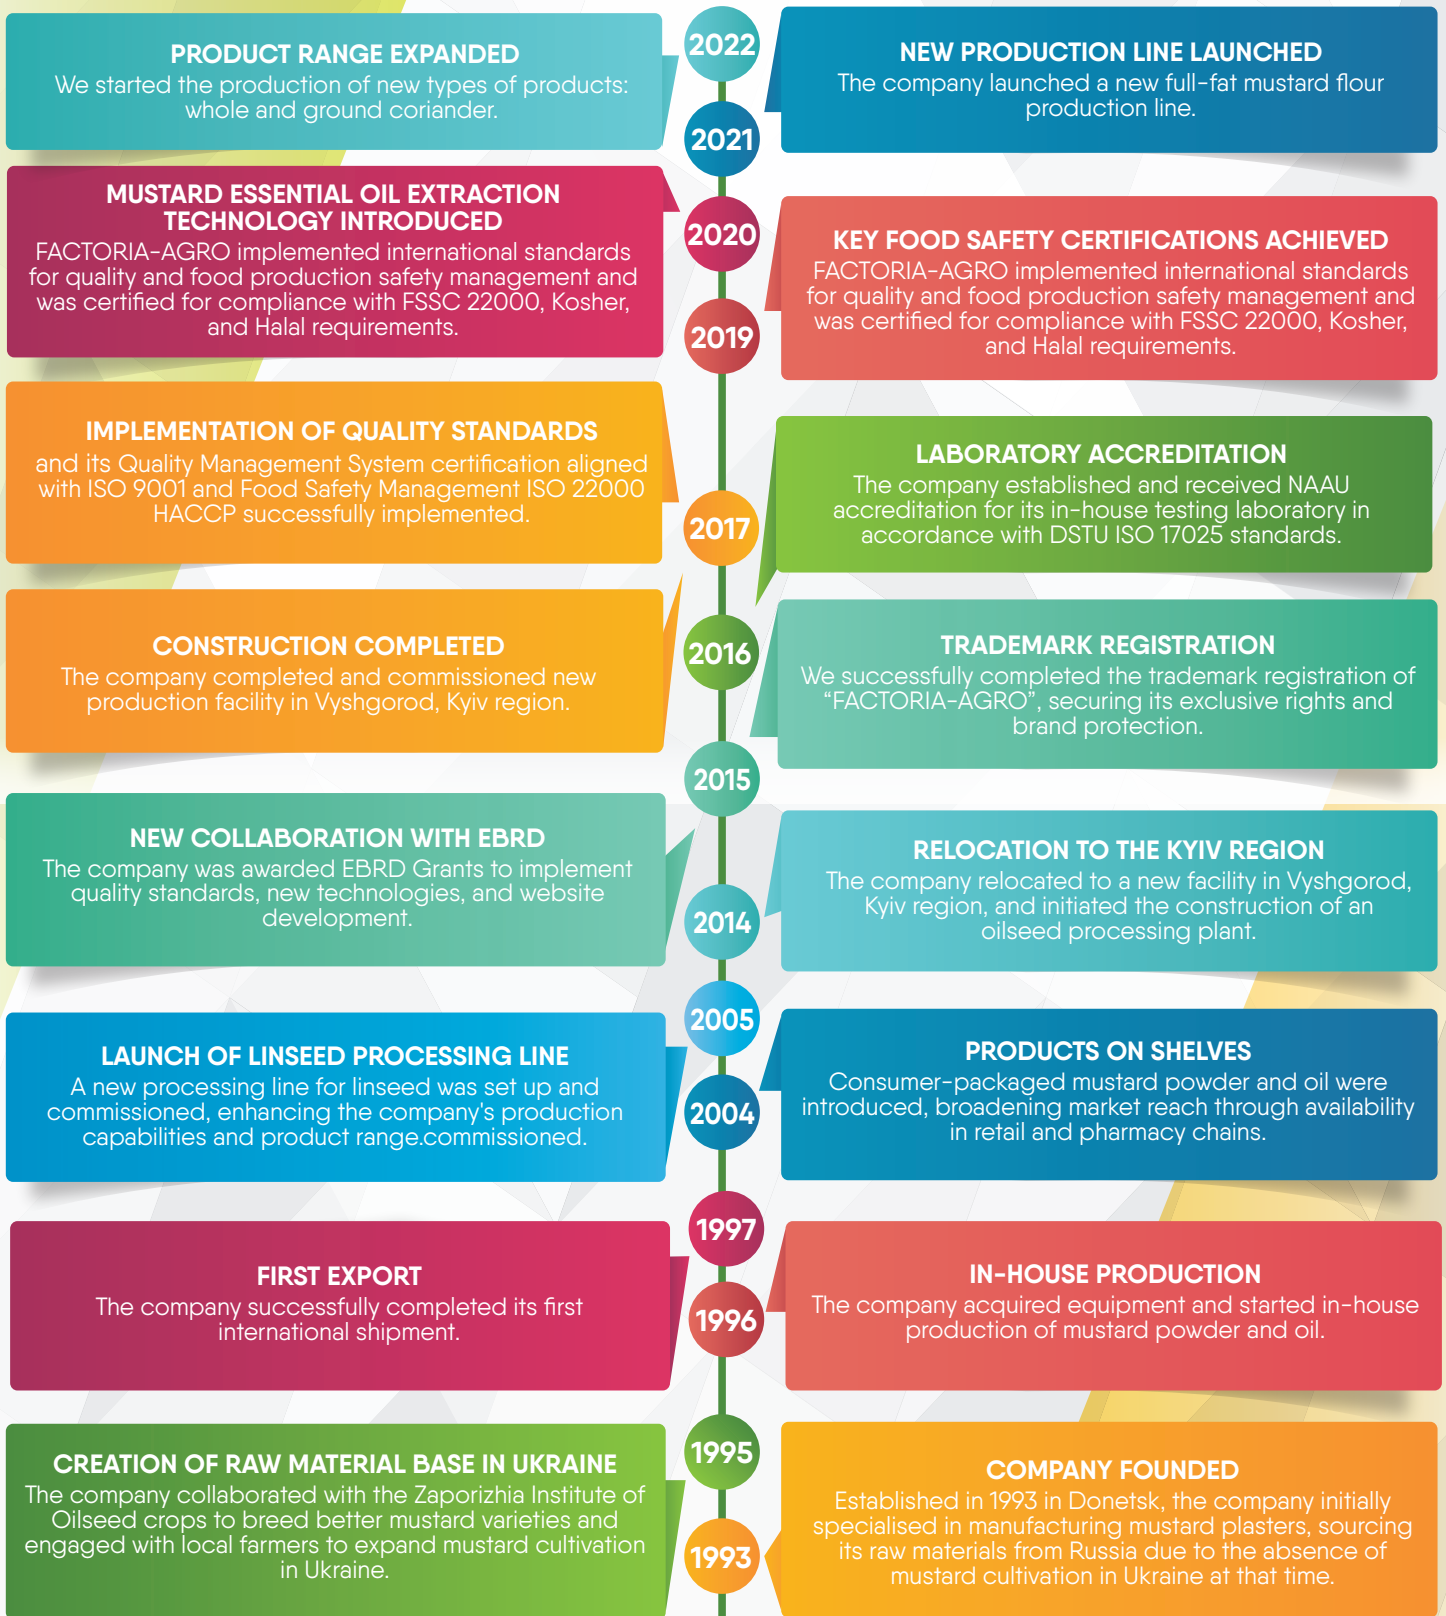 2022
PRODUCT RANGE EXPANDED
We started the production of new types of products:
whole and ground coriander.
2021
NEW PRODUCTION LINE LAUNCHED
The company launched a new full-fat mustard flour
production line.
2020
MUSTARD ESSENTIAL OIL EXTRACTION
TECHNOLOGY INTRODUCED
FACTORIA-AGRO implemented international standards
for quality and food production safety management and
was certified for compliance with FSSC 22000, Kosher,
and Halal requirements.
2019
KEY FOOD SAFETY CERTIFICATIONS ACHIEVED
FACTORIA-AGRO implemented international standards
for quality and food production safety management and
was certified for compliance with FSSC 22000, Kosher,
and Halal requirements.
2017
IMPLEMENTATION OF QUALITY STANDARDS
and its Quality Management System certification aligned
with ISO 9001 and Food Safety Management ISO 22000
HACCP successfully implemented.
LABORATORY ACCREDITATION
The company established and received NAAU
accreditation for its in-house testing laboratory in
accordance with DSTU ISO 17025 standards.
2016
CONSTRUCTION COMPLETED
The company completed and commissioned new
production facility in Vyshgorod, Kyiv region.
TRADEMARK REGISTRATION
We successfully completed the trademark registration of
“FACTORIA-AGRO”, securing its exclusive rights and
brand protection.
2015
NEW COLLABORATION WITH EBRD
The company was awarded EBRD Grants to implement
quality standards, new technologies, and website
development.
2014
RELOCATION TO THE KYIV REGION
The company relocated to a new facility in Vyshgorod,
Kyiv region, and initiated the construction of an
oilseed processing plant.
2005
LAUNCH OF LINSEED PROCESSING LINE
A new processing line for linseed was set up and
commissioned, enhancing the company's production
capabilities and product range.commissioned.
2004
PRODUCTS ON SHELVES
Consumer-packaged mustard powder and oil were
introduced, broadening market reach through availability
in retail and pharmacy chains.
1997
FIRST EXPORT
The company successfully completed its first
international shipment.
1996
IN-HOUSE PRODUCTION
The company acquired equipment and started in-house
production of mustard powder and oil.
1995
CREATION OF RAW MATERIAL BASE IN UKRAINE
The company collaborated with the Zaporizhia Institute of
Oilseed crops to breed better mustard varieties and
engaged with local farmers to expand mustard cultivation
in Ukraine.
1993
COMPANY FOUNDED
Established in 1993 in Donetsk, the company initially
specialised in manufacturing mustard plasters, sourcing
its raw materials from Russia due to the absence of
mustard cultivation in Ukraine at that time.